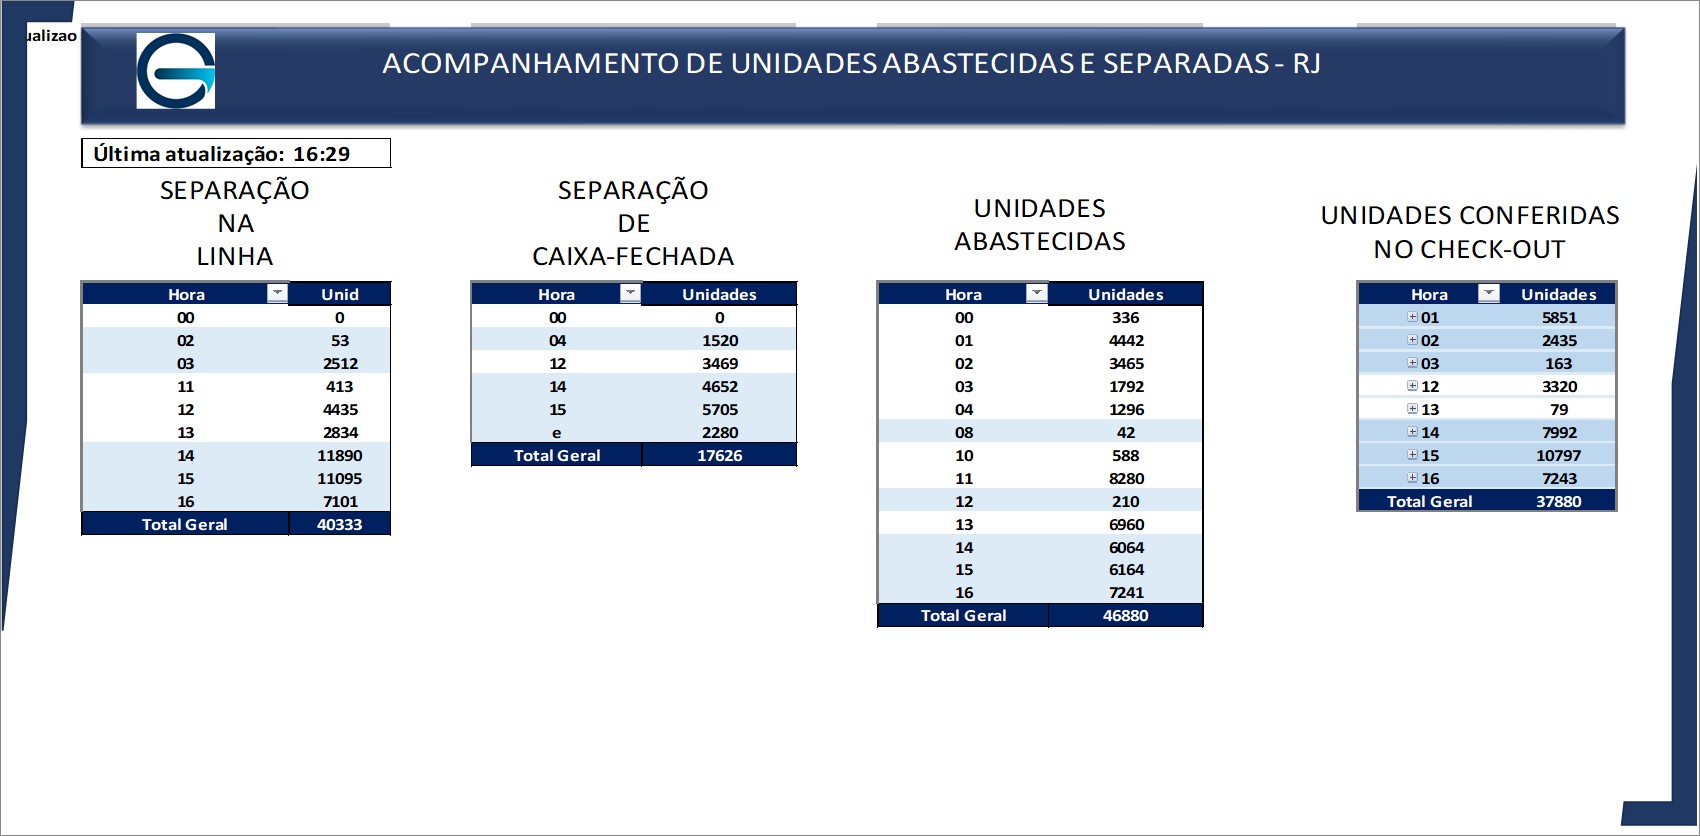 ualizao
ACOMPANHAMENTO DE UNIDADES ABASTECIDAS E SEPARADAS - RJ
Última atualização: 16:29
SEPARAÇÃO
NA
LINHA
Hora Unid
00 0
02 53
03 2512
11 413
12 4435
13 2834
14 11890
15 11095
16 7101
Total Geral 40333
SEPARAÇÃO
DE
CAIXA-FECHADA
Hora Unidades
00 0
04 1520
12 3469
14 4652
15 5705
e 2280
Total Geral 17626
UNIDADES
ABASTECIDAS
Hora Unidades
00 336
01 4442
02 3465
03 1792
04 1296
08 42
10 588
11 8280
12 210
13 6960
14 6064
15 6164
16 7241
Total Geral 46880
UNIDADES CONFERIDAS
NO CHECK-OUT
Hora Unidades
01 5851
02 2435
03 163
12 3320
13 79
14 7992
15 10797
16 7243
Total Geral 37880